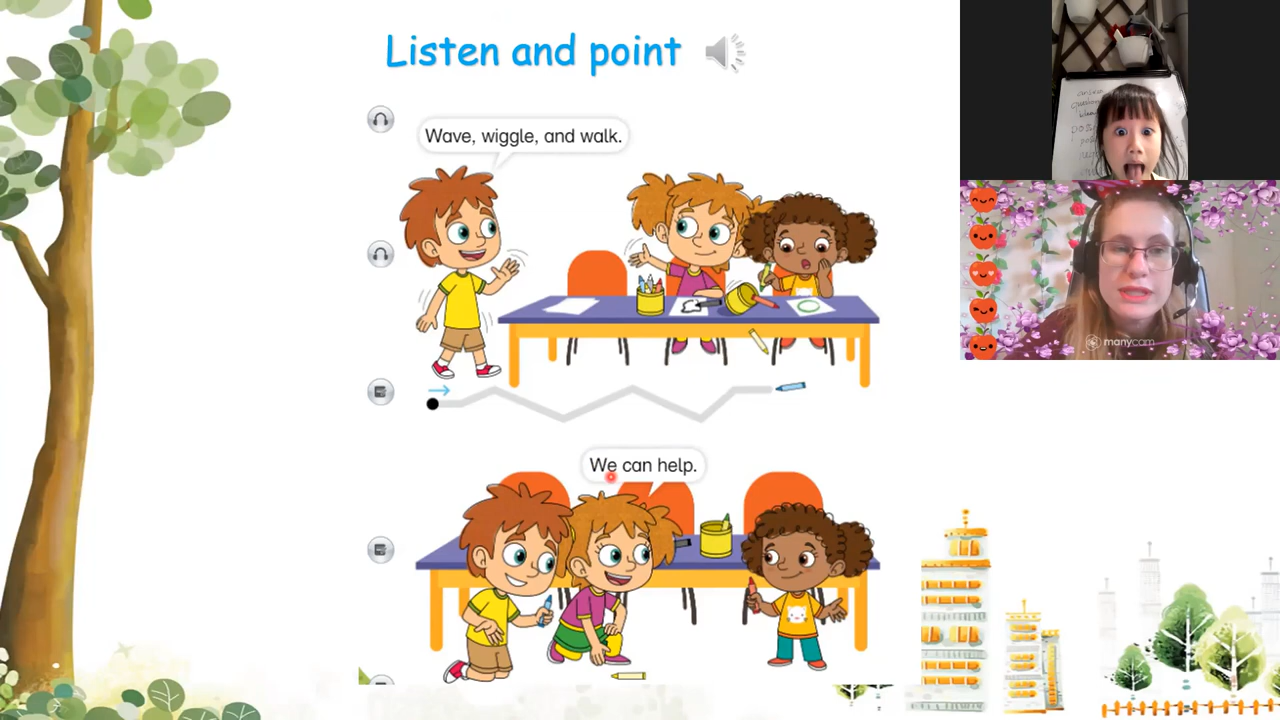 Listen and point
Wave, wiggle, and walk.
We can help.
manycam